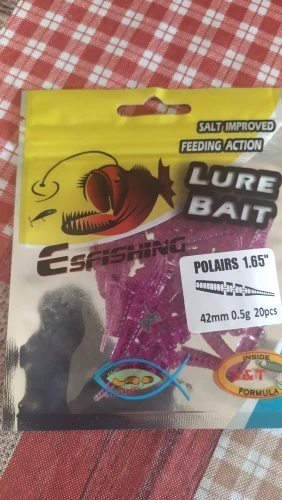 SALT IMPROVED
FEEDING ACTION
LURE
BAIT
ESFISHING
POLAIRS 1.65"
42mm 0.5g 20pcs
INSIDE
FORMULA